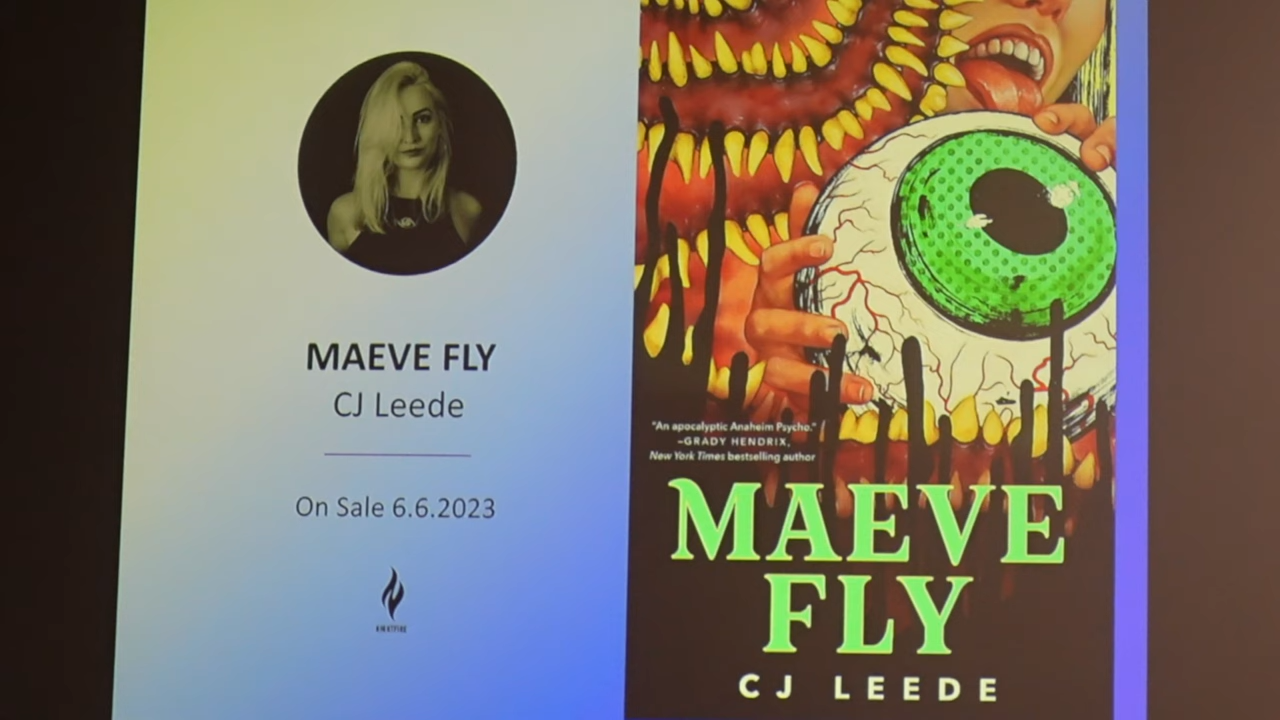 MAEVE FLY
CJ Leede
On Sale 6.6.2023
"An apocalyptic Anaheim Psycho."
–GRADY HENDRIX,
New York Times bestselling author
MAEVE
FLY
CJ LEEDE